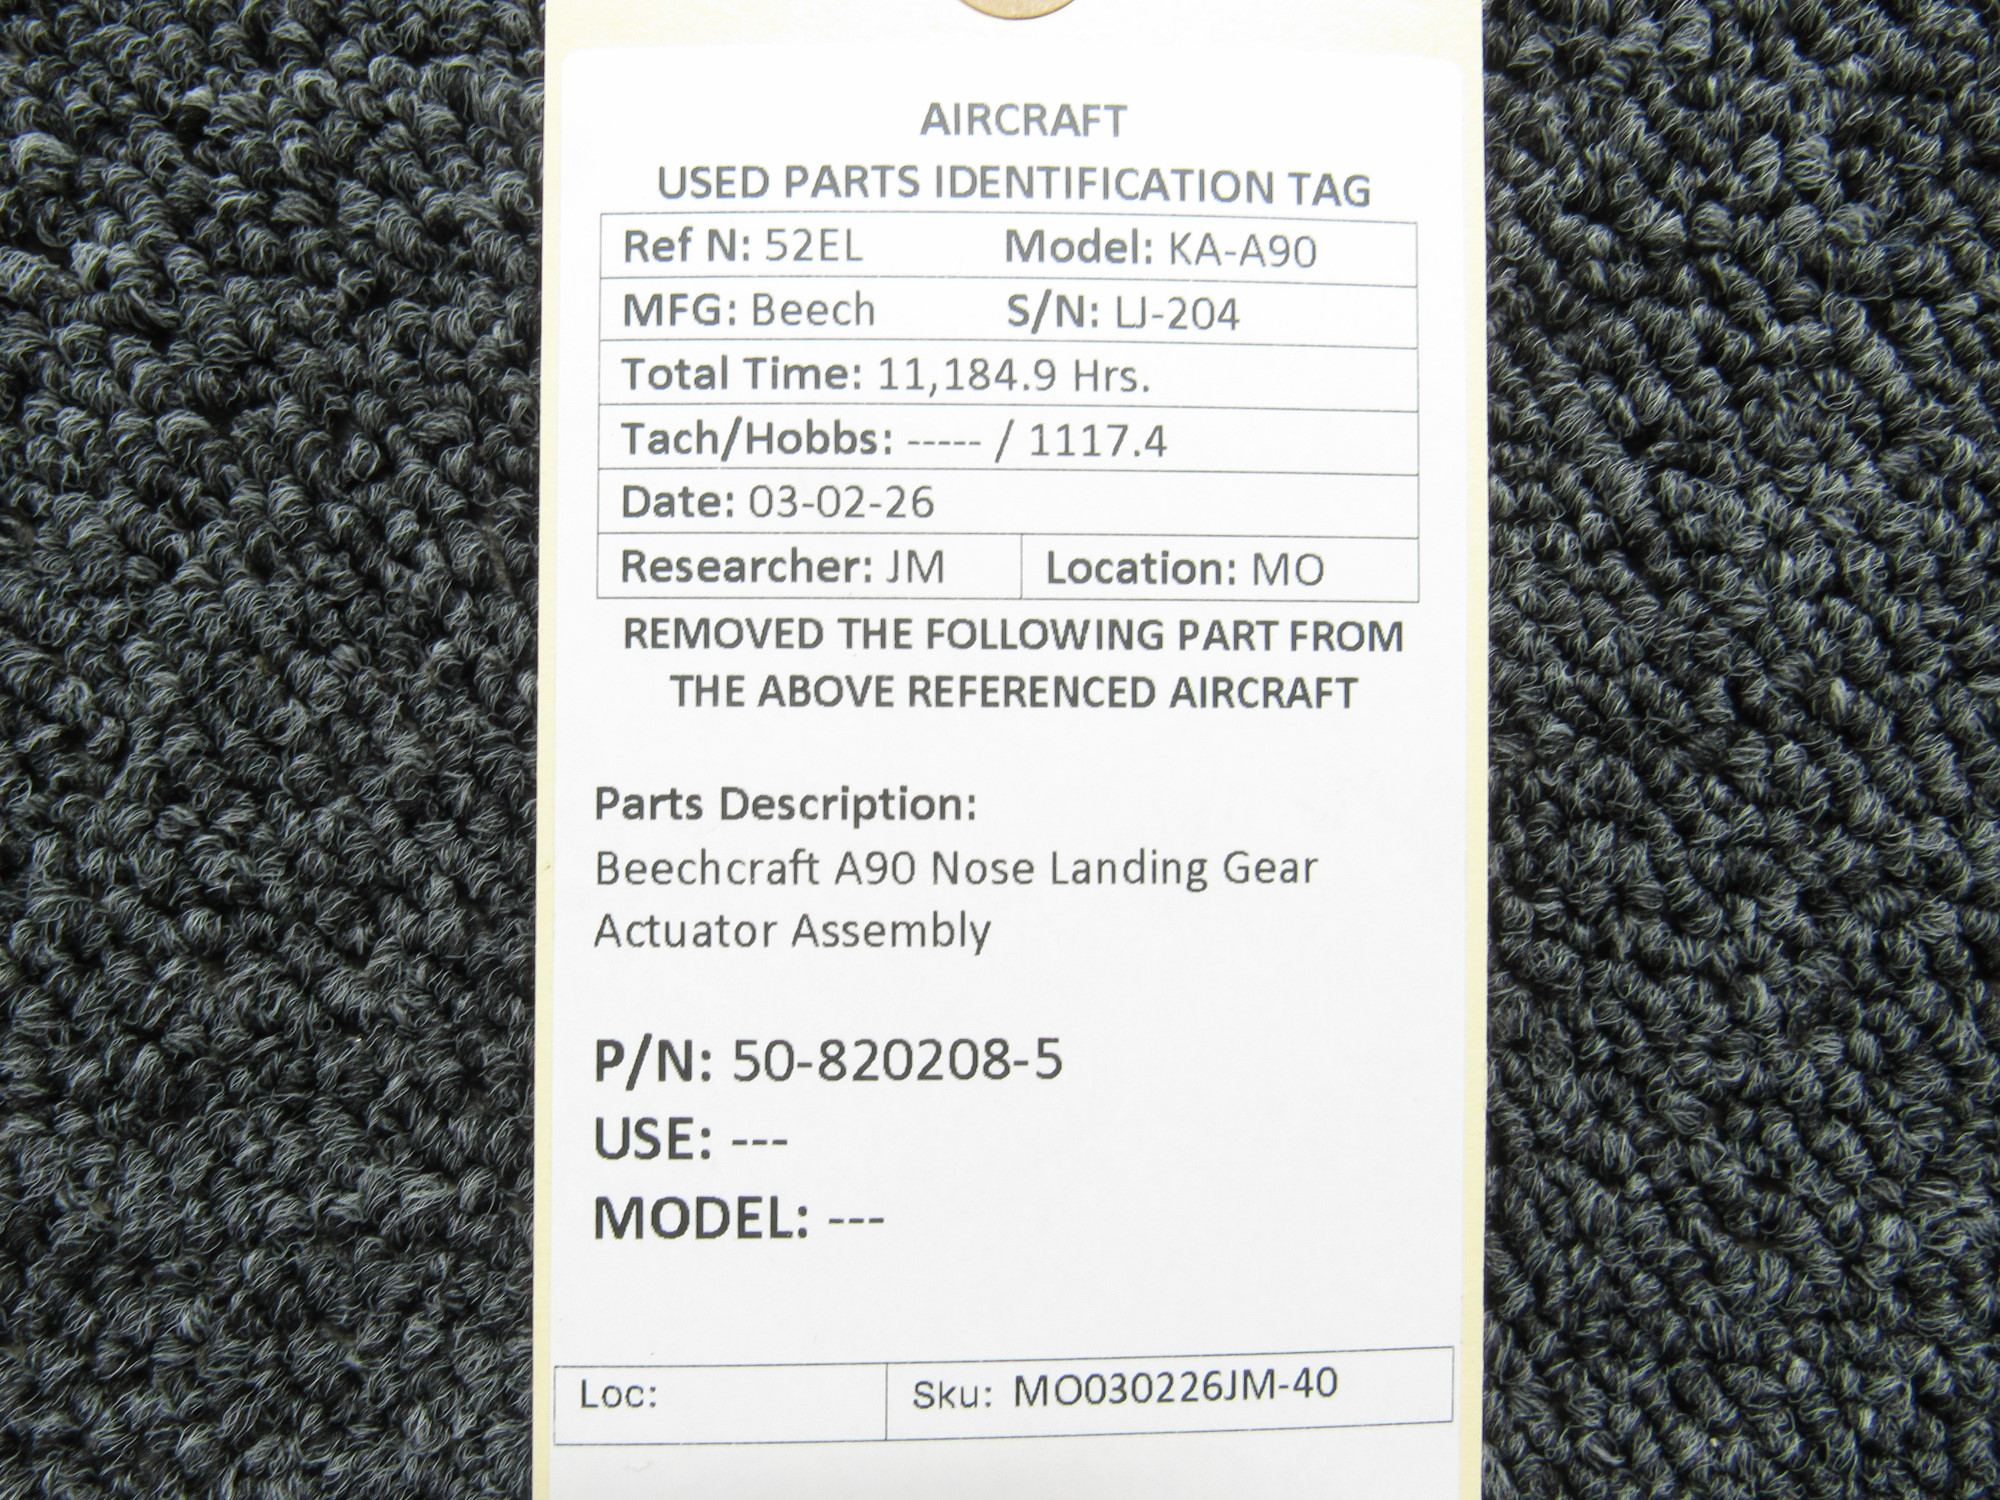 AIRCRAFT
USED PARTS IDENTIFICATION TAG
Ref N: 52EL Model: KA-A90
MFG: Beech S/N: LJ-204
Total Time: 11,184.9 Hrs.
Tach/Hobbs: ----- / 1117.4
Date: 03-02-26
Researcher: JM Location: MO
REMOVED THE FOLLOWING PART FROM
THE ABOVE REFERENCED AIRCRAFT
Parts Description:
Beechcraft A90 Nose Landing Gear
Actuator Assembly
P/N: 50-820208-5
USE: ---
MODEL: ---
Loc: Sku: MO030226JM-40